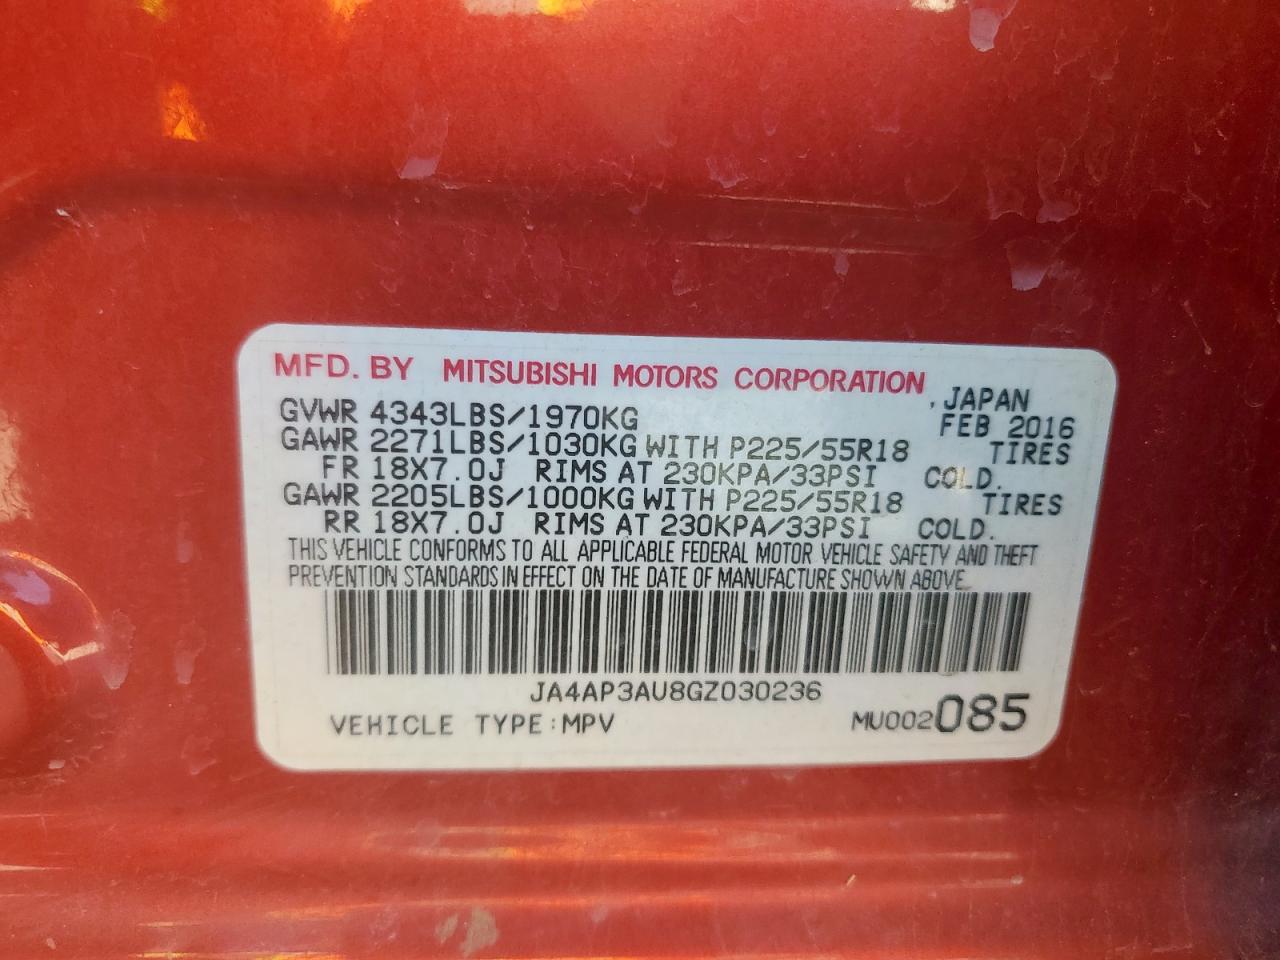 MFD. BY MITSUBISHI MOTORS CORPORATION, JAPAN
GVWR 4343LBS/1970KG FEB 2016
GAWR 2271LBS/1030KG WITH P225/55R18 TIRES
FR 18X7.0J RIMS AT 230KPA/33PSI COLD.
GAWR 2205LBS/1000KG WITH P225/55R18 TIRES
RR 18X7.0J RIMS AT 230KPA/33PSI COLD.
THIS VEHICLE CONFORMS TO ALL APPLICABLE FEDERAL MOTOR VEHICLE SAFETY AND THEFT
PREVENTION STANDARDS IN EFFECT ON THE DATE OF MANUFACTURE SHOWN ABOVE.
JA4AP3AU8GZ030236
VEHICLE TYPE:MPV MU002085